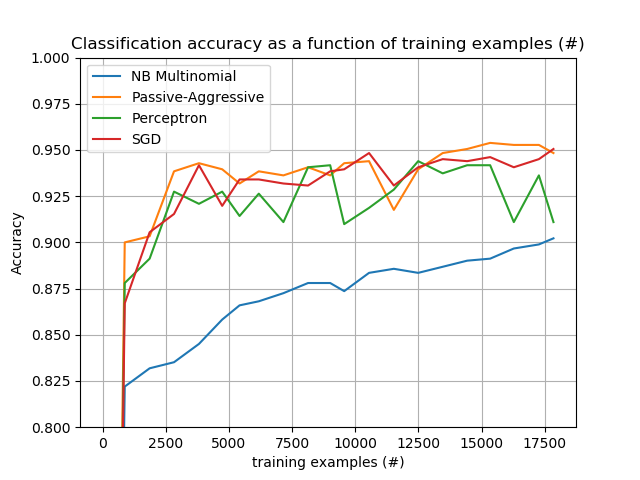 Classification accuracy as a function of training examples (#)
1.000
0.975
0.950
0.925
0.900
0.875
0.850
0.825
0.800
Accuracy
NB Multinomial
Passive-Aggressive
Perceptron
SGD
0 2500 5000 7500 10000 12500 15000 17500
training examples (#)